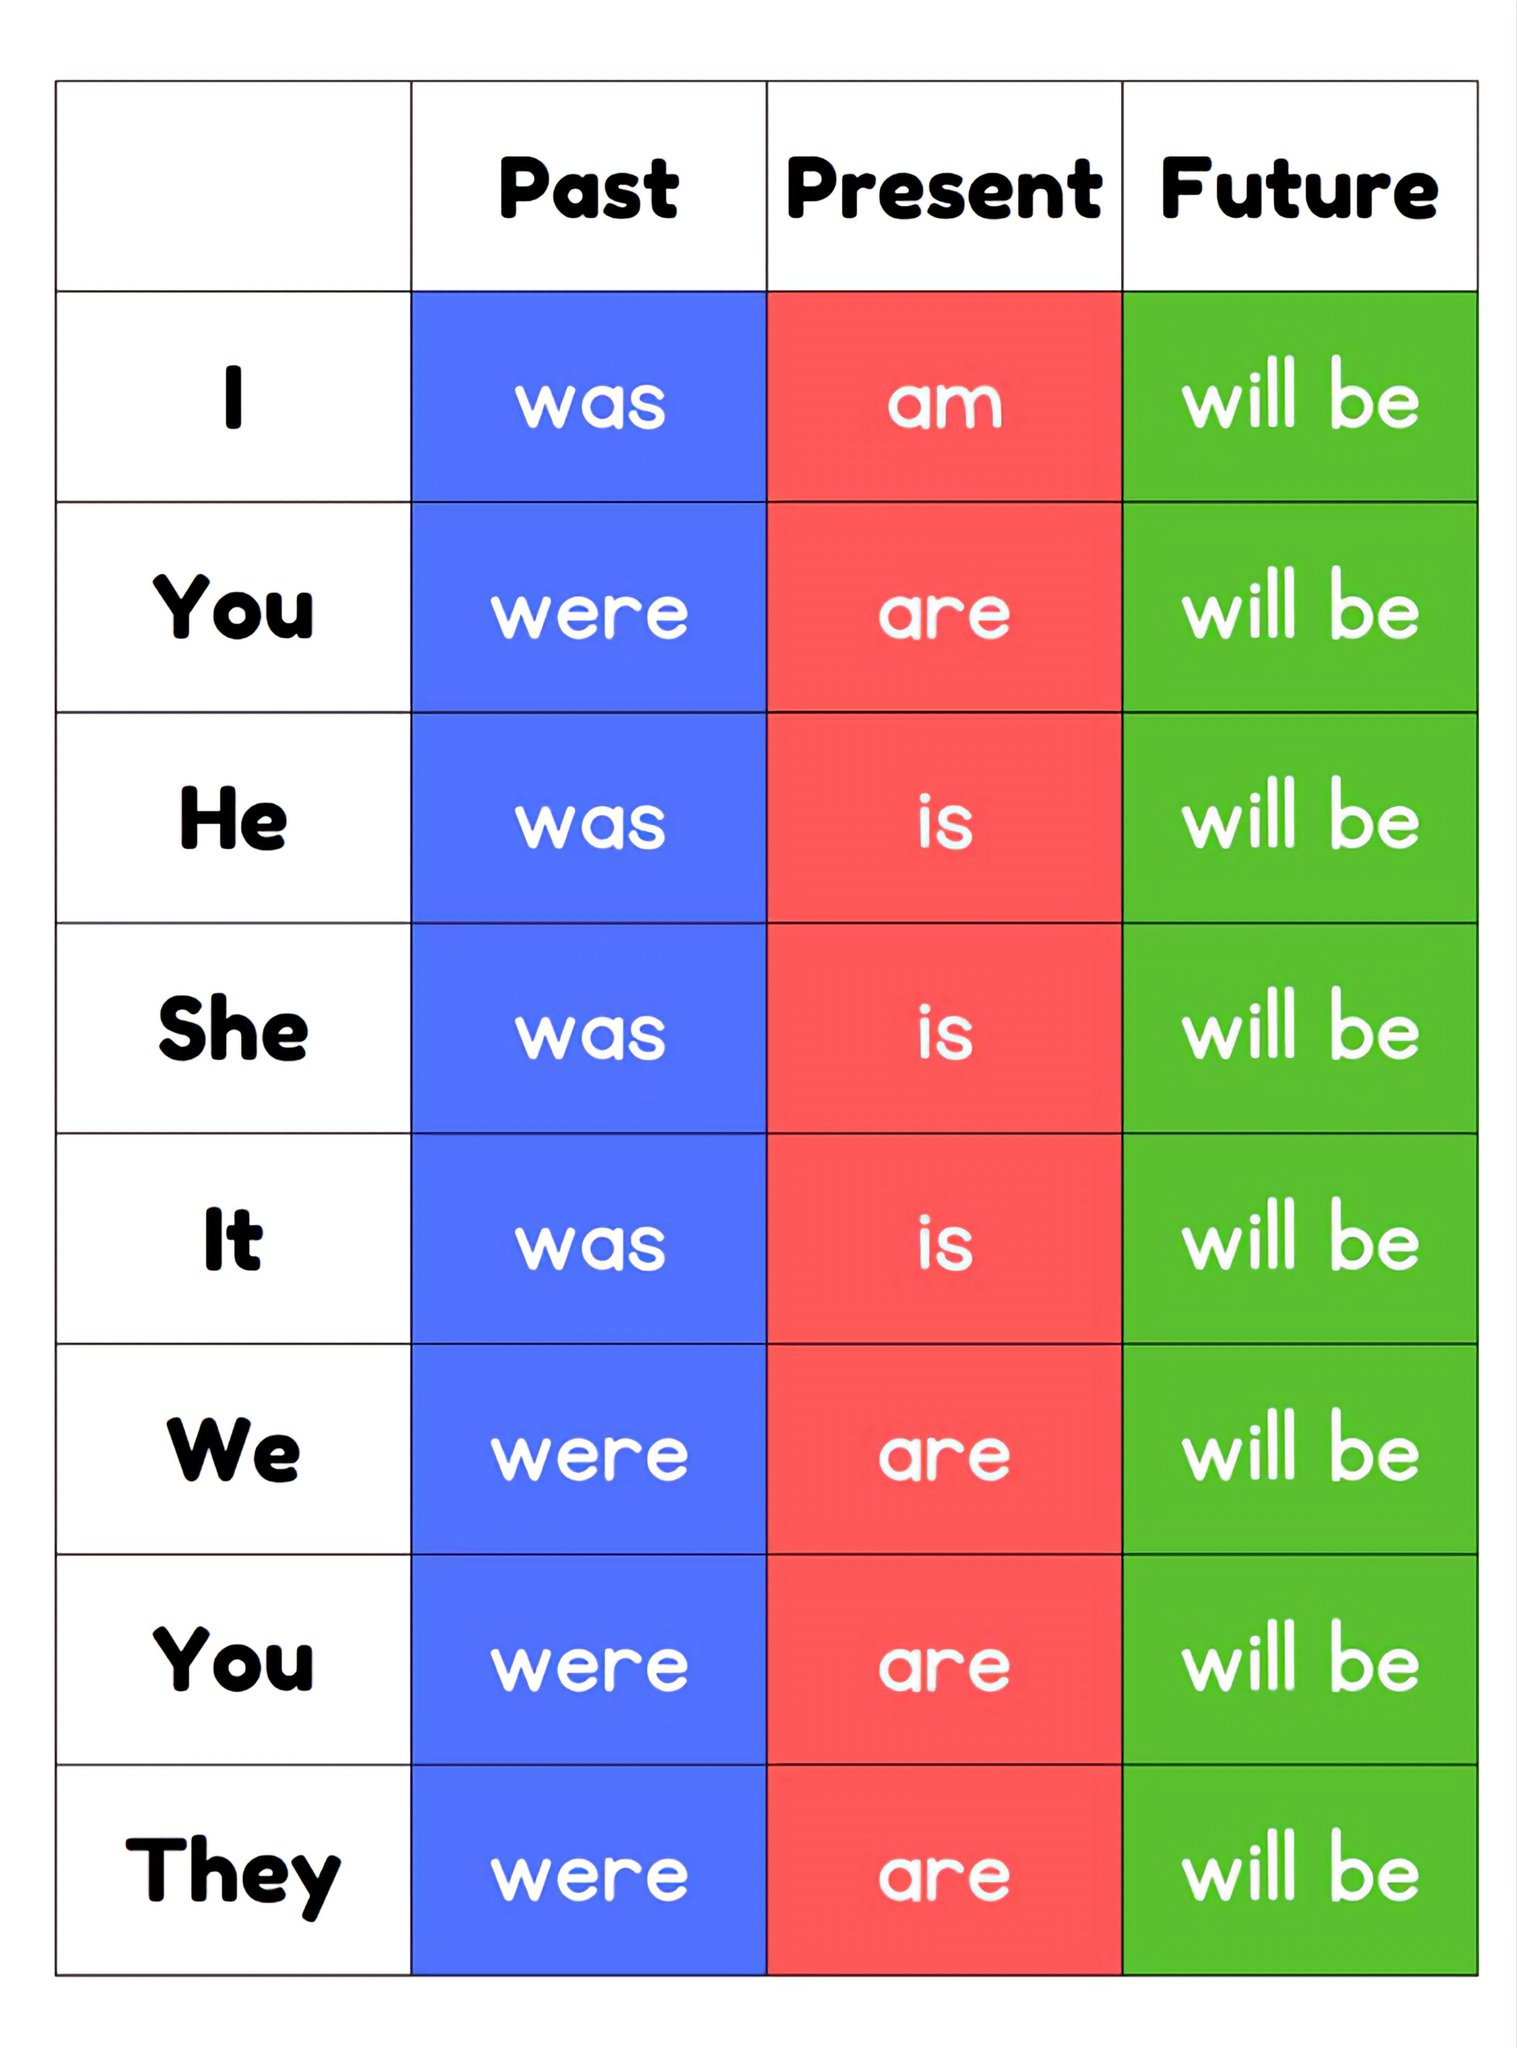 Past Present Future
I was am will be
You were are will be
He was is will be
She was is will be
It was is will be
We were are will be
You were are will be
They were are will be